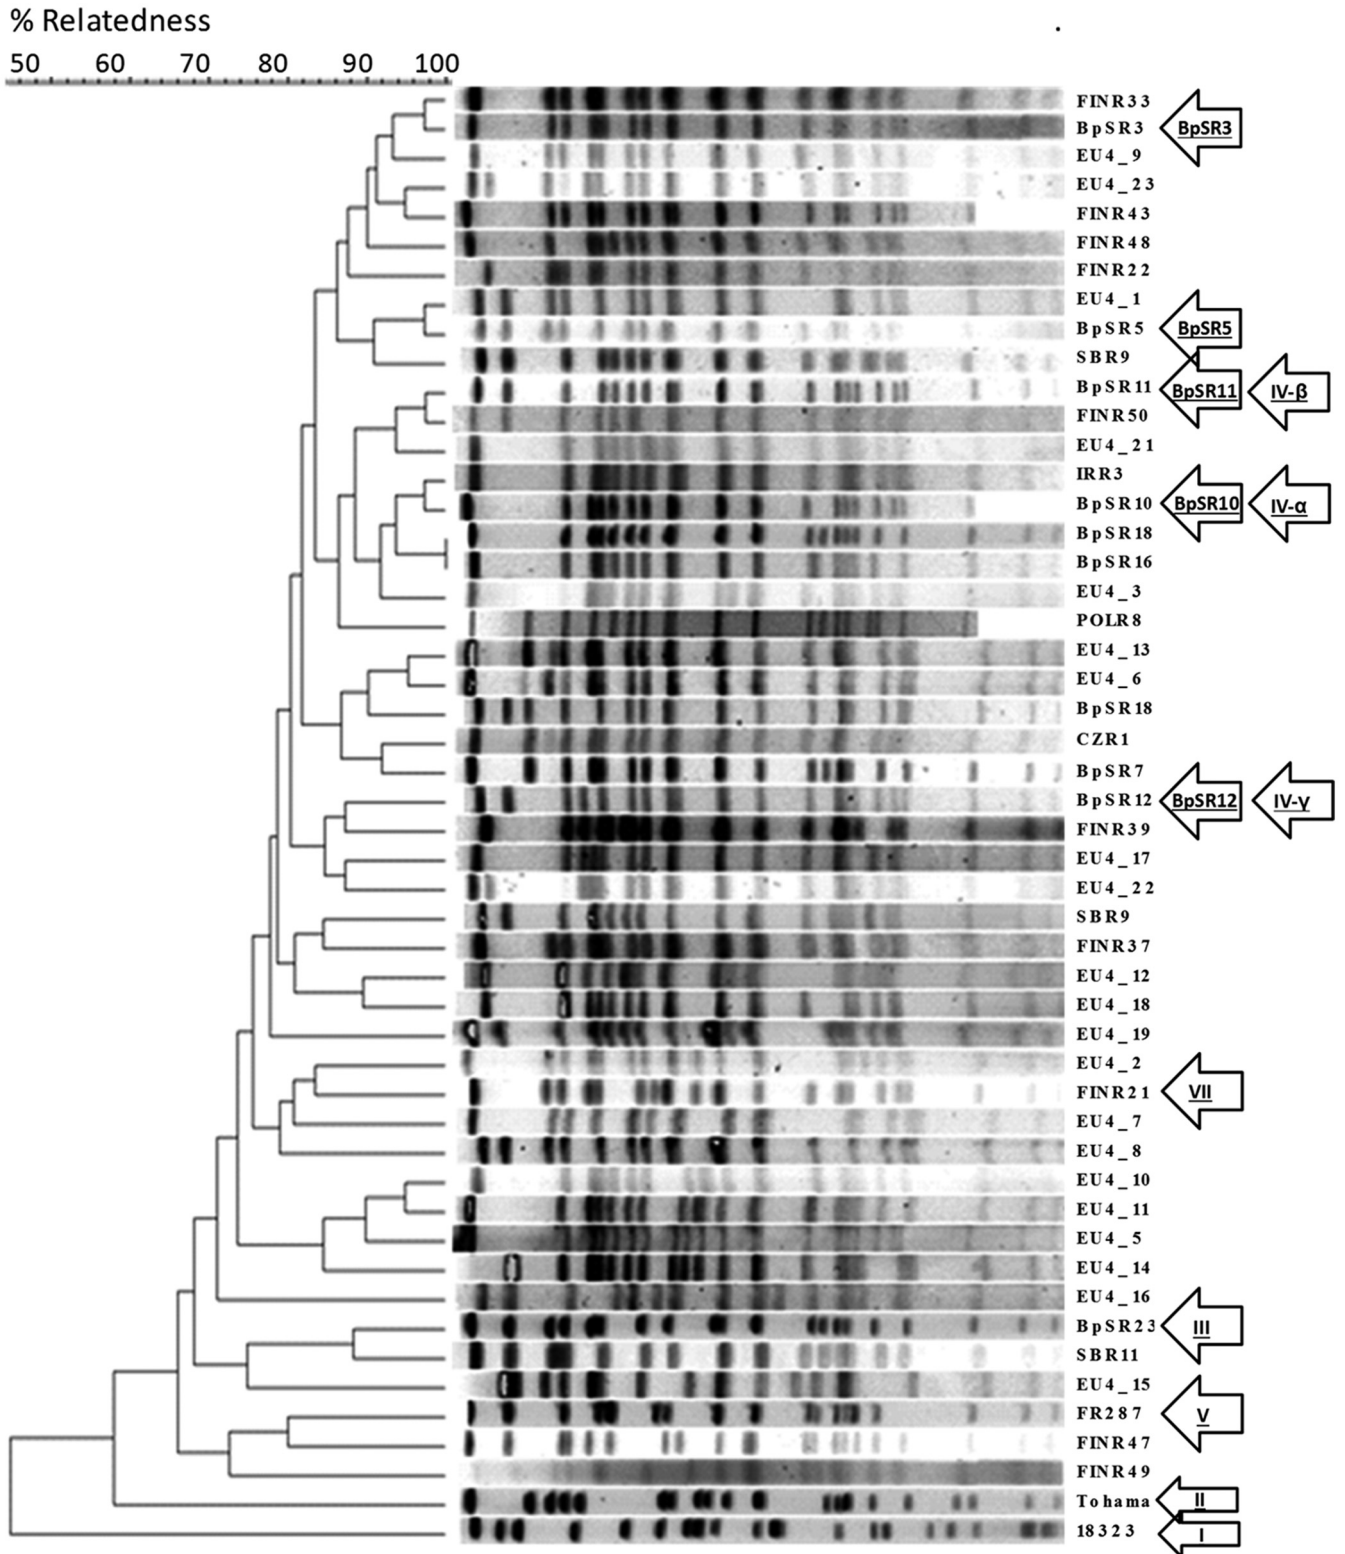 % Relatedness
50 60 70 80 90 100
FINR33
BpSR3 BpSR3
EU4_9
EU4_23
FINR43
FINR48
FINR22
EU4_1
BpSR5 BpSR5
SBR9
BpSR11 BpSR11 IV-β
FINR50
EU4_21
IRR3
BpSR10 BpSR10 IV-α
BpSR18
BpSR16
EU4_3
POLR8
EU4_13
EU4_6
BpSR18
CZR1
BpSR7
BpSR12 BpSR12 IV-γ
FINR39
EU4_17
EU4_22
SBR9
FINR37
EU4_12
EU4_18
EU4_19
EU4_2
FINR21 VII
EU4_7
EU4_8
EU4_10
EU4_11
EU4_5
EU4_14
EU4_16
BpSR23 III
SBR11
EU4_15
FR287 V
FINR47
FINR49
Tohama II
18323 I